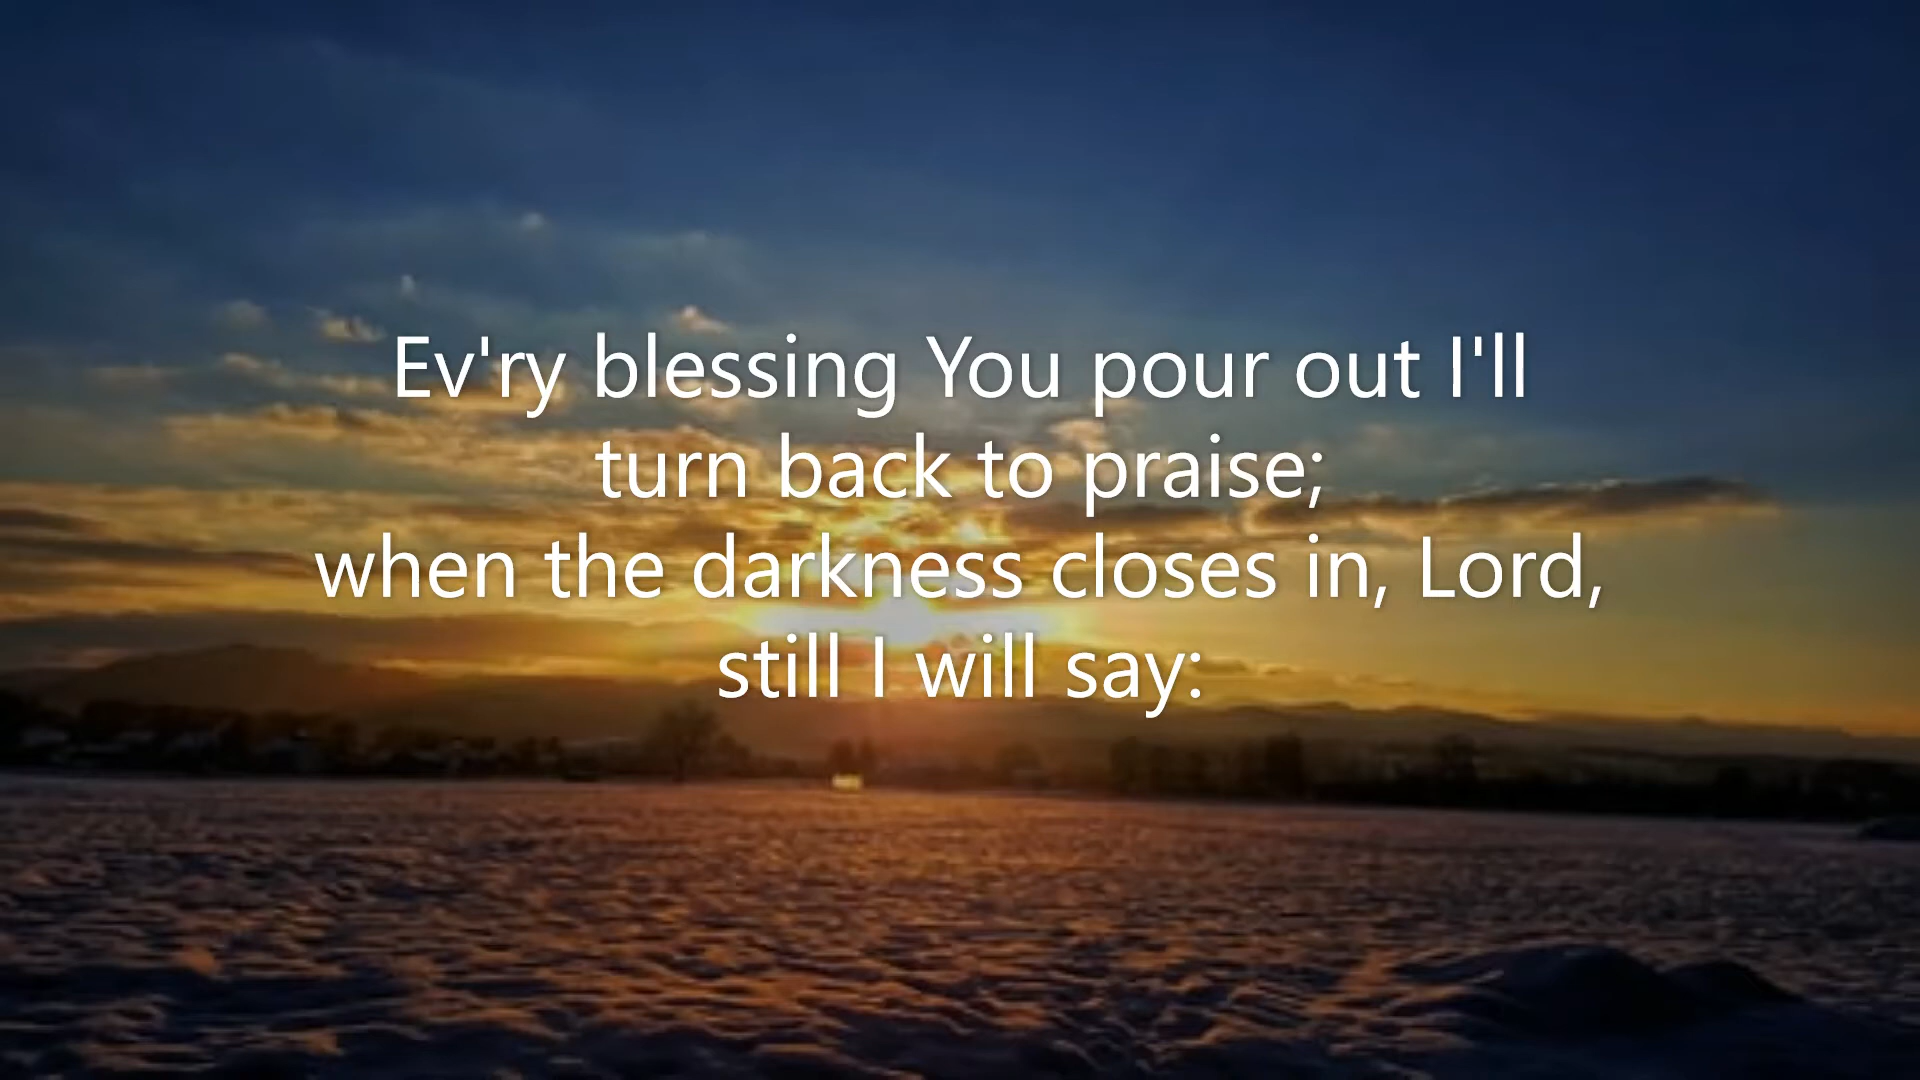 Ev'ry blessing You pour out I'll
turn back to praise;
when the darkness closes in, Lord,
still I will say: